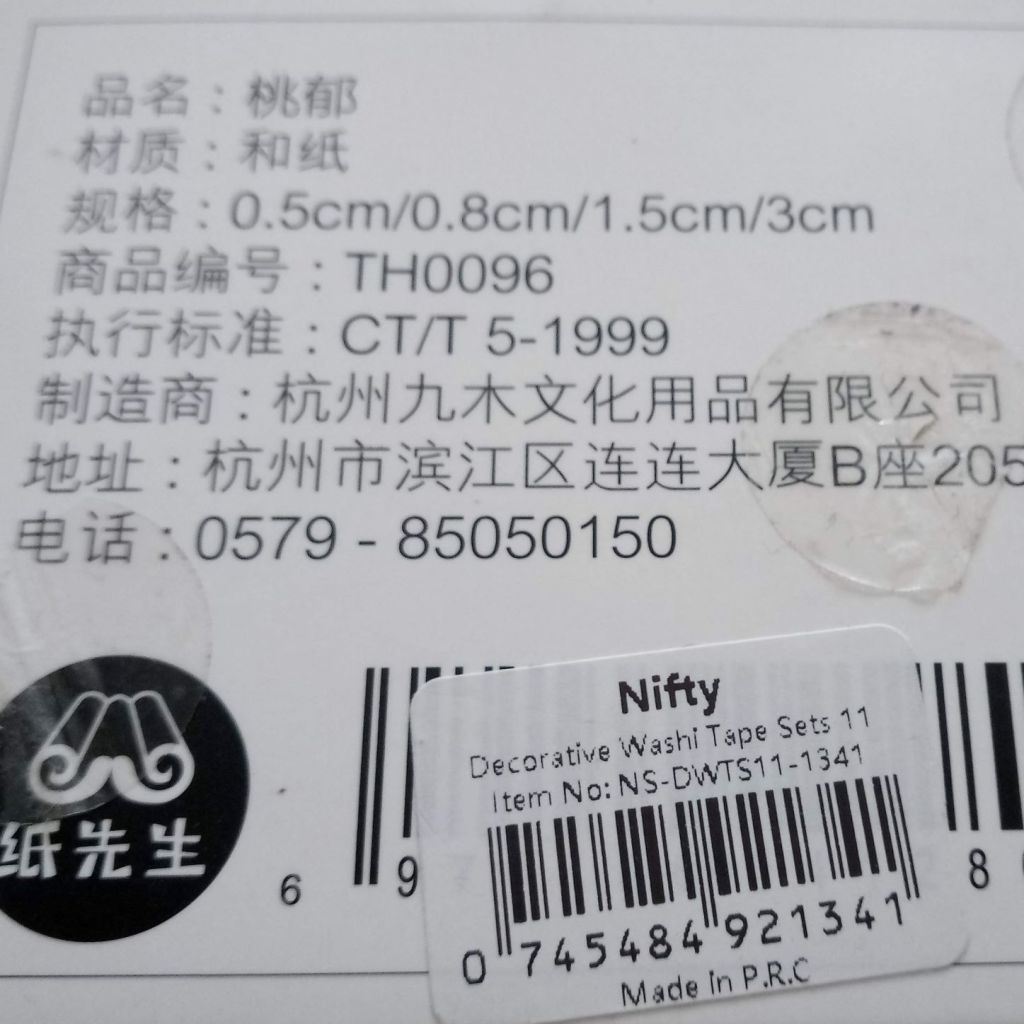 品名：桃郁
材质：和纸
规格：0.5cm/0.8cm/1.5cm/3cm
商品编号：TH0096
执行标准：CT/T 5-1999
制造商：杭州九木文化用品有限公司
地址：杭州市滨江区连连大厦B座205
电话：0579 - 85050150
纸先生
6 9
8
Nifty
Decorative Washi Tape Sets 11
Item No: NS-DWTS11-1341
0 745484 921341
Made in P.R.C